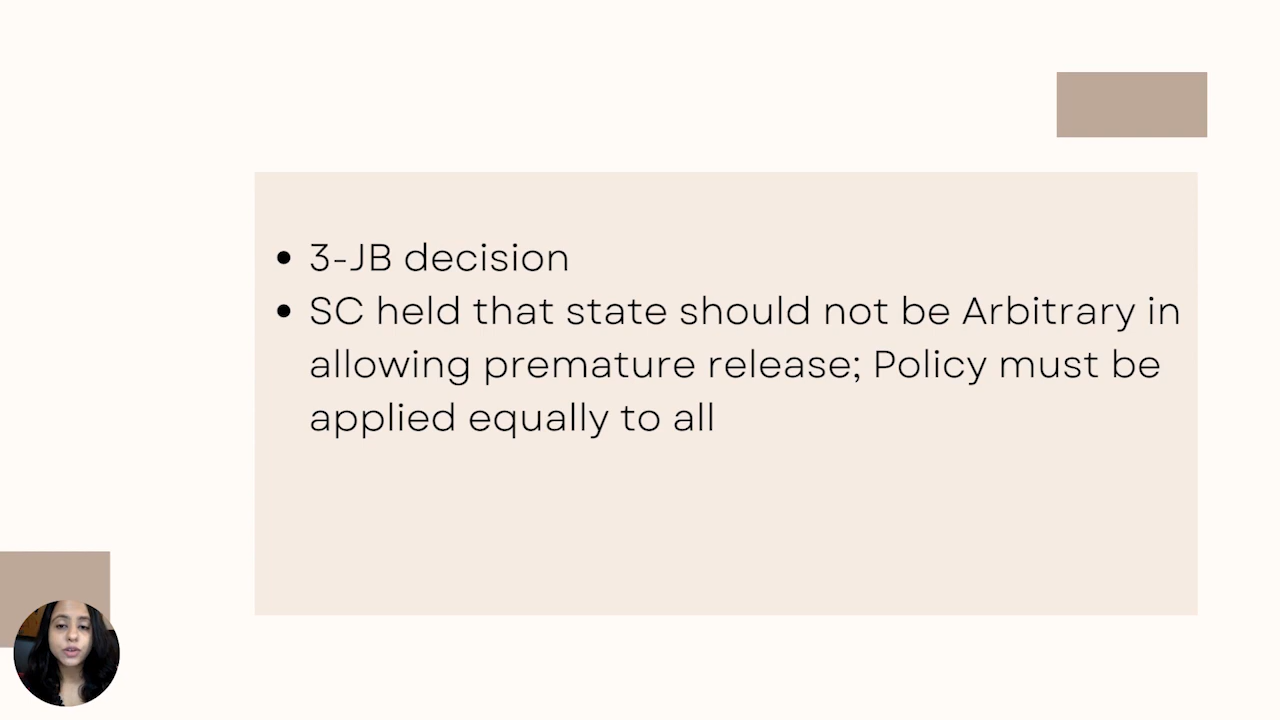 • 3-JB decision
• SC held that state should not be Arbitrary in
allowing premature release; Policy must be
applied equally to all